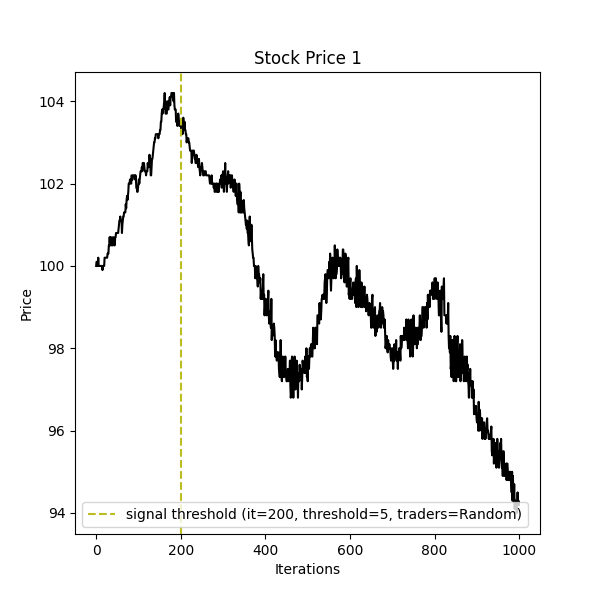 Stock Price 1
Price
104
102
100
98
96
94
signal threshold (it=200, threshold=5, traders=Random)
0 200 400 600 800 1000
Iterations